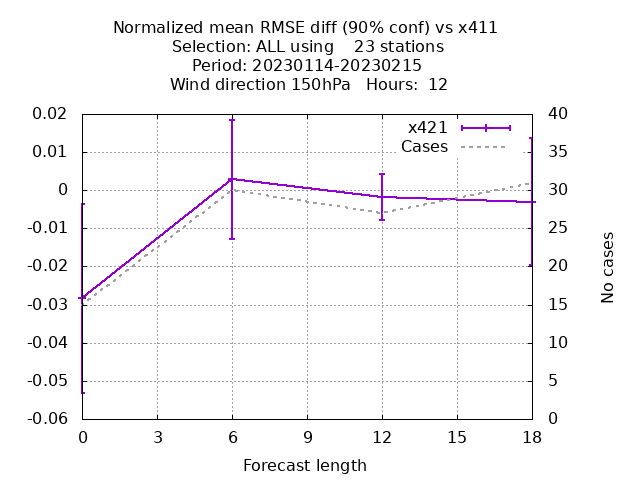 Normalized mean RMSE diff (90% conf) vs x411
Selection: ALL using    23 stations
Period: 20230114-20230215
Wind direction 150hPa   Hours:  12
x421
Cases
0.02
0.01
0
-0.01
-0.02
-0.03
-0.04
-0.05
-0.06
40
35
30
25
20
15
10
5
0
No cases
0 3 6 9 12 15 18
Forecast length